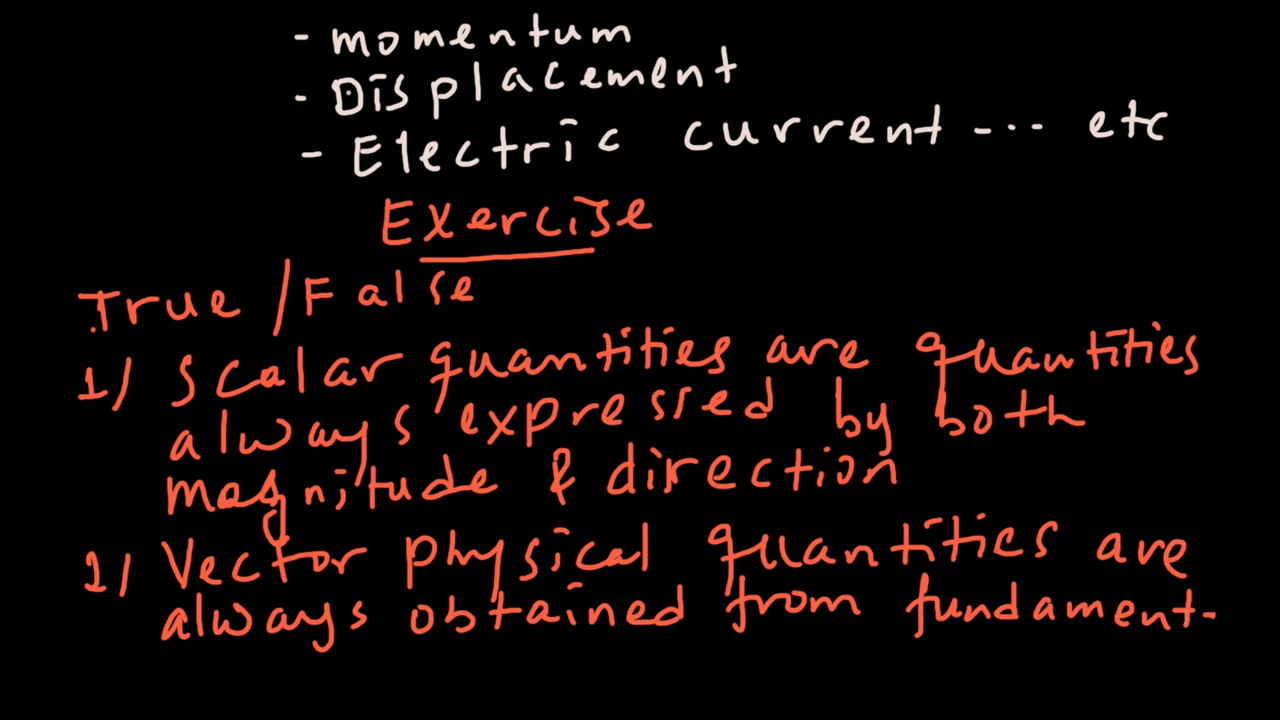 - momentum
- Displacement
- Electric current --... etc
Exercise
True/False
1) Scalar quantities are quantities
always expressed by both
magnitude & direction
2) Vector physical quantities are
always obtained from fundament-